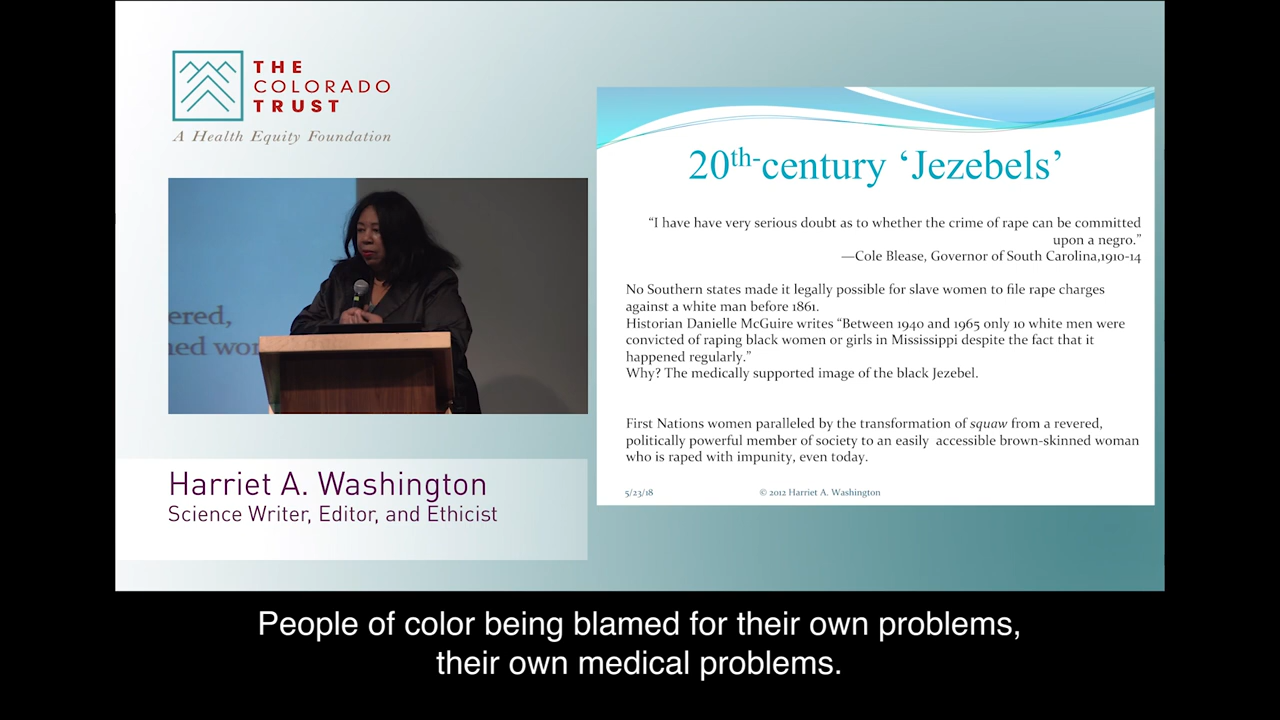 THE
COLORADO
TRUST
A Health Equity Foundation
ered,
ned wo
Harriet A. Washington
Science Writer, Editor, and Ethicist
20th-century ‘Jezebels’
“I have have very serious doubt as to whether the crime of rape can be committed
upon a negro.”
—Cole Blease, Governor of South Carolina,1910-14
No Southern states made it legally possible for slave women to file rape charges
against a white man before 1861.
Historian Danielle McGuire writes “Between 1940 and 1965 only 10 white men were
convicted of raping black women or girls in Mississippi despite the fact that it
happened regularly.”
Why? The medically supported image of the black Jezebel.
First Nations women paralleled by the transformation of squaw from a revered,
politically powerful member of society to an easily accessible brown-skinned woman
who is raped with impunity, even today.
5/23/18
© 2012 Harriet A. Washington
People of color being blamed for their own problems,
their own medical problems.